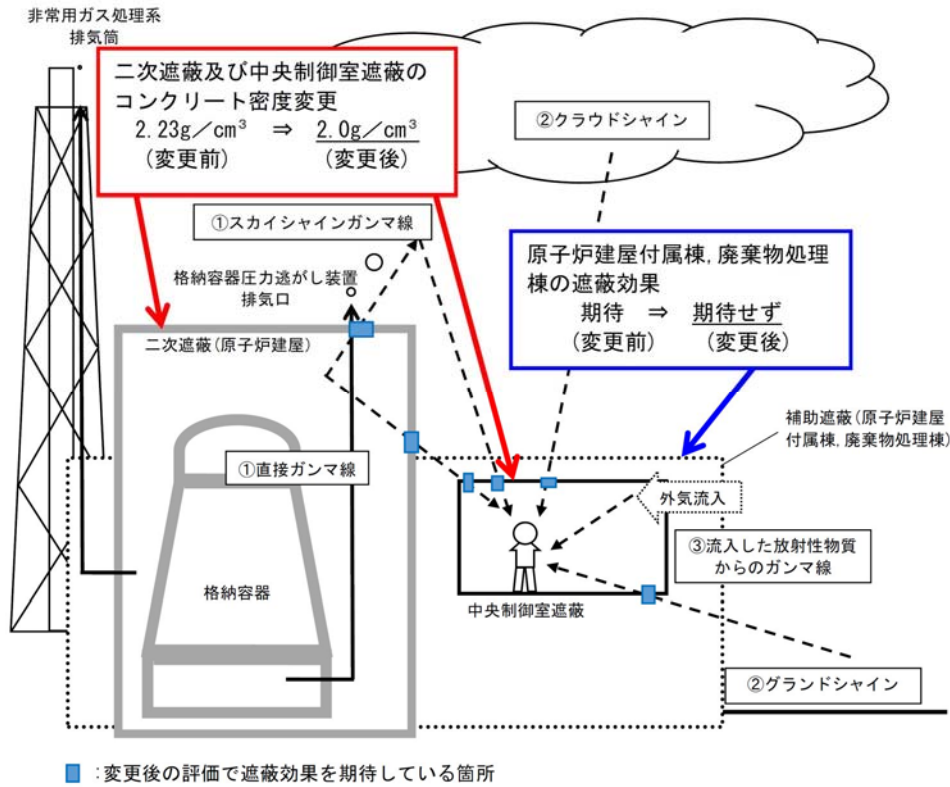 非常用ガス処理系
排気筒
二次遮蔽及び中央制御室遮蔽の
コンクリート密度変更
2.23g/cm³ ⇒ 2.0g/cm³
(変更前) (変更後)
②クラウドシャイン
①スカイシャインガンマ線
原子炉建屋付属棟,廃棄物処理
棟の遮蔽効果
期待 ⇒ 期待せず
(変更前) (変更後)
格納容器圧力逃がし装置
排気口
二次遮蔽(原子炉建屋)
補助遮蔽(原子炉建屋
付属棟,廃棄物処理棟)
①直接ガンマ線
外気流入
③流入した放射性物質
からのガンマ線
格納容器
中央制御室遮蔽
②グランドシャイン
:変更後の評価で遮蔽効果を期待している箇所